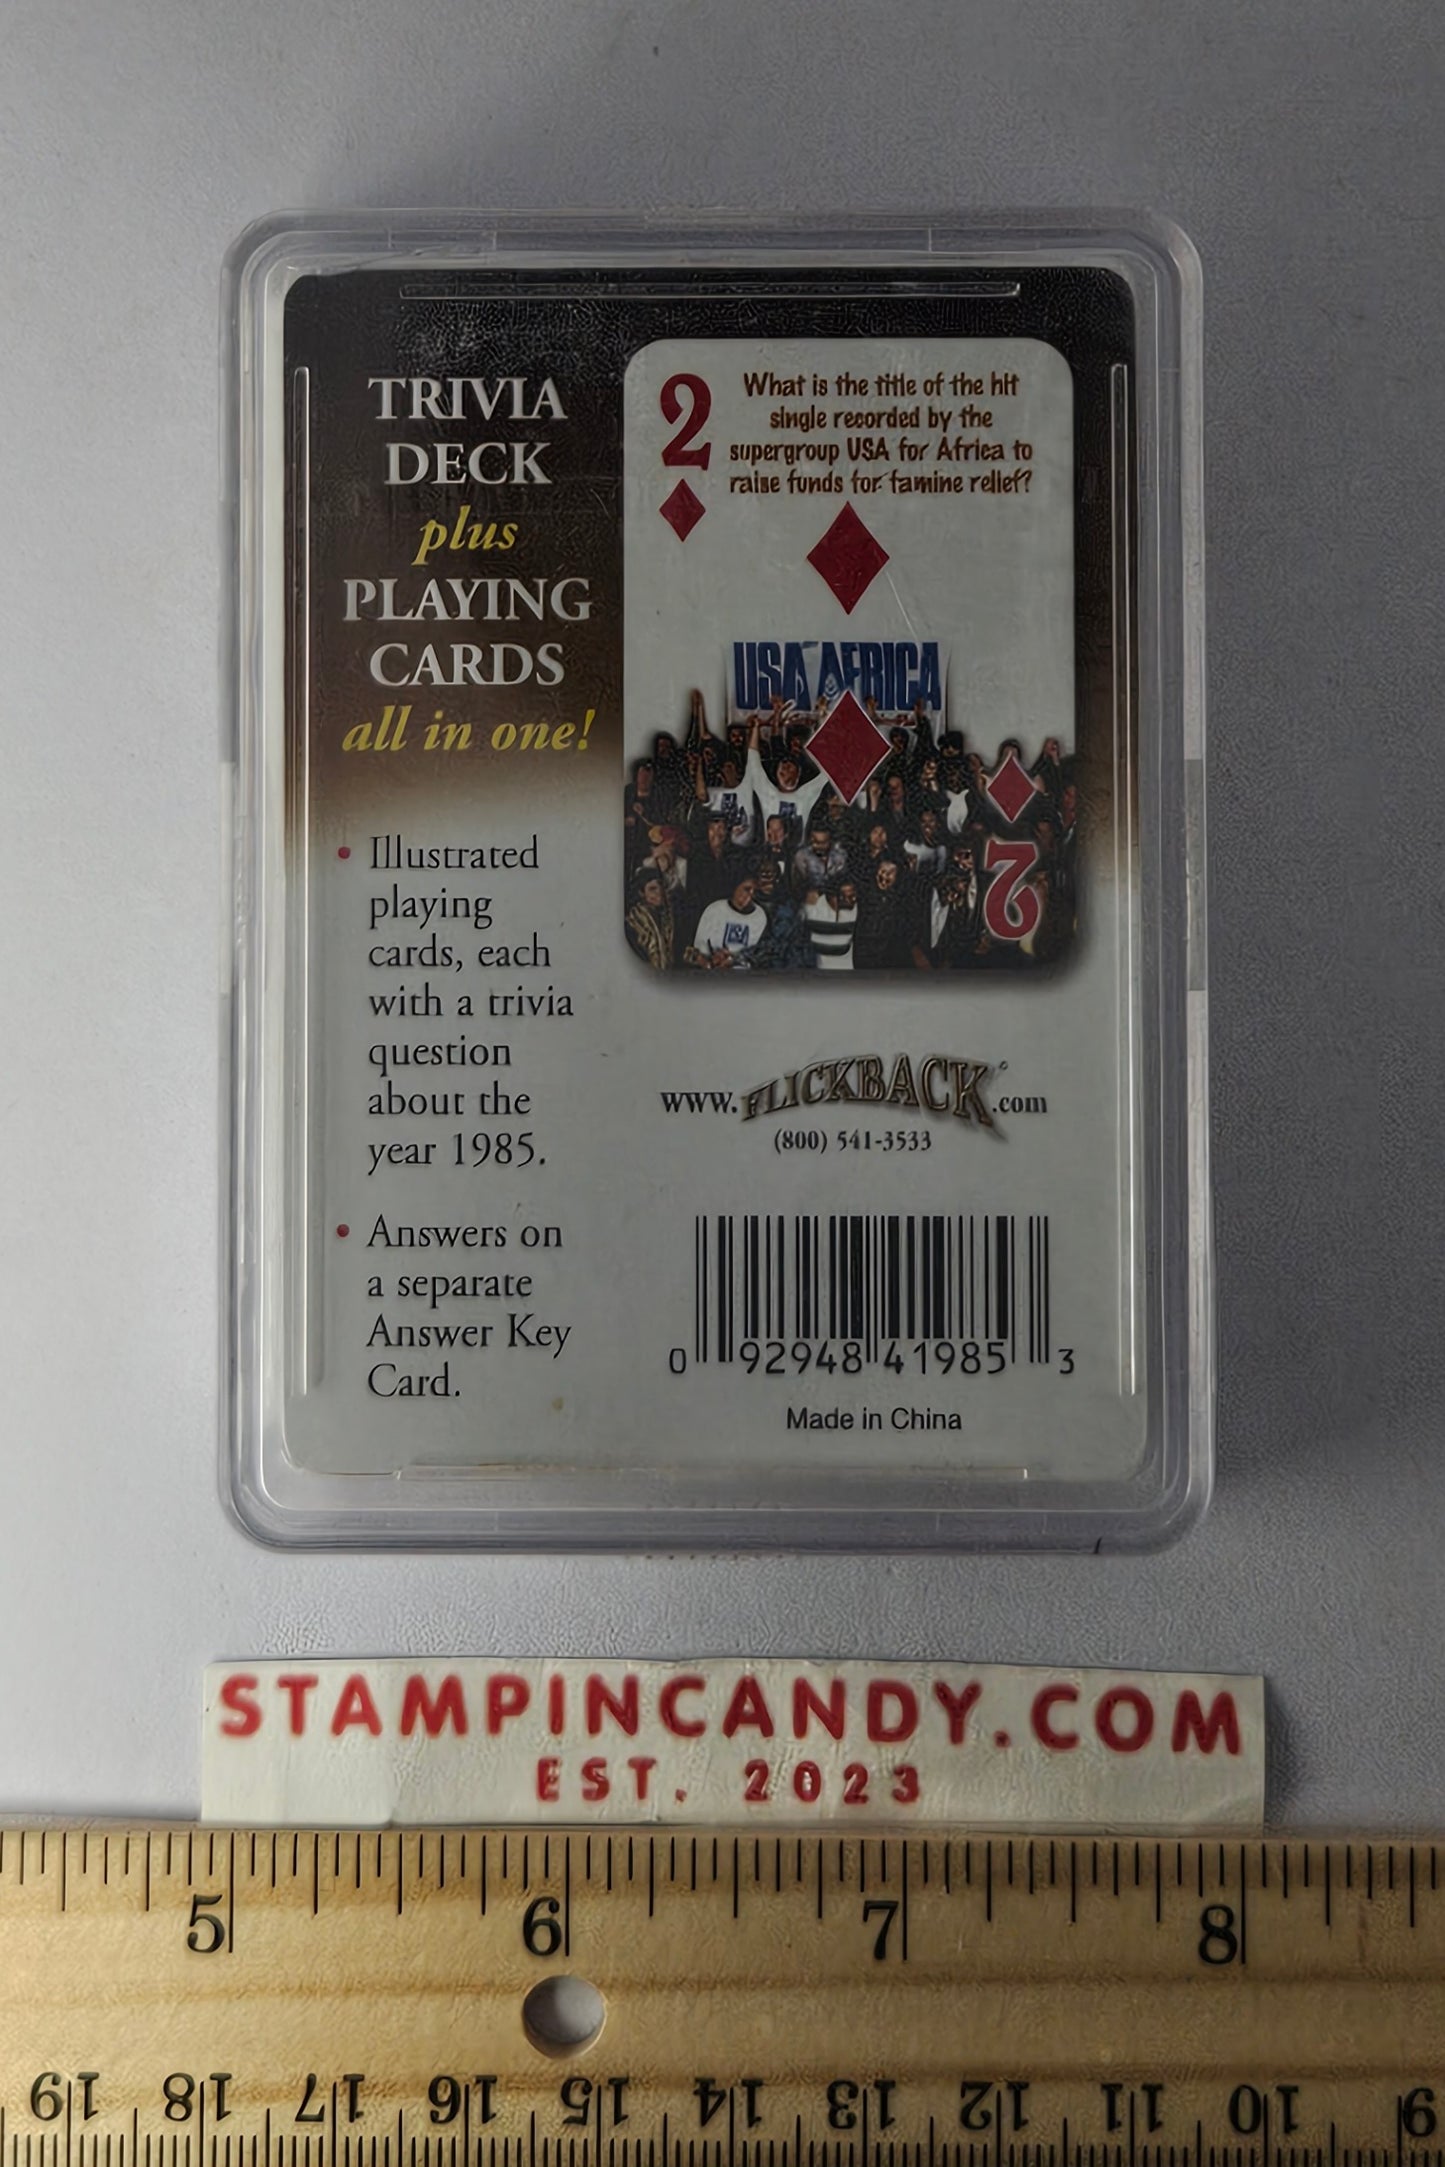 TRIVIA
DECK
plus
PLAYING
CARDS
all in one!
• Illustrated
playing
cards, each
with a trivia
question
about the
year 1985.
• Answers on
a separate
Answer Key
Card.
2
What is the title of the hit
single recorded by the
supergroup USA for Africa to
raise funds for famine relief?
USA AFRICA
USA
2
www.FLICKBACK.com
(800) 541-3533
0 92948 41985 3
Made in China
STAMPINCANDY.COM
EST. 2023
5 6 7 8
19 18 17 16 15 14 13 12 11 10 9